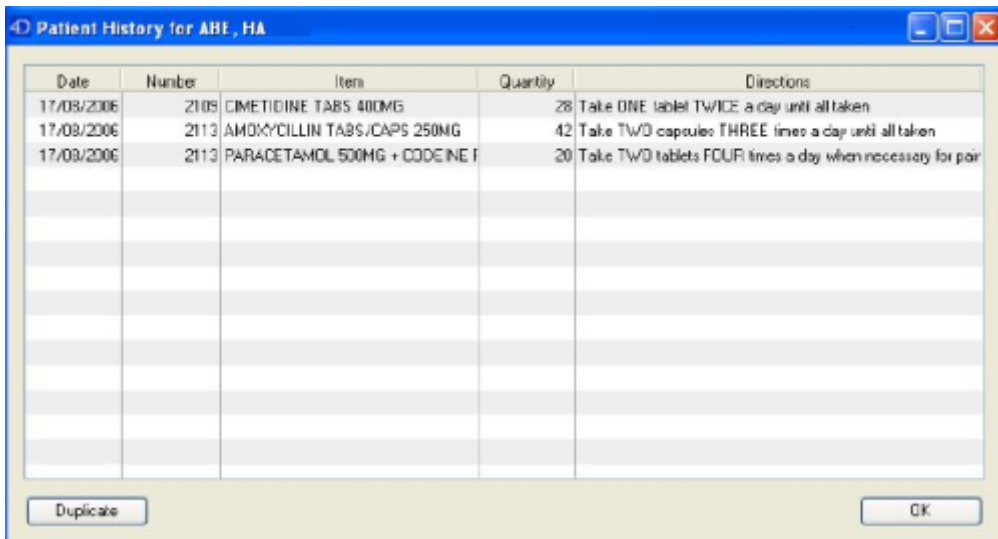 4D Patient History for ABE, HA
Date Number Item Quantity Directions
17/08/2006 2109 CIMETIDINE TABS 400MG 28 Take ONE tablet TWICE a day until all taken
17/08/2006 2113 AMOXYCILLIN TABS/CAPS 250MG 42 Take TWO capsules THREE times a day until all taken
17/08/2006 2113 PARACETAMOL 500MG + CODEINE 20 Take TWO tablets FOUR times a day when necessary for
Duplicate OK